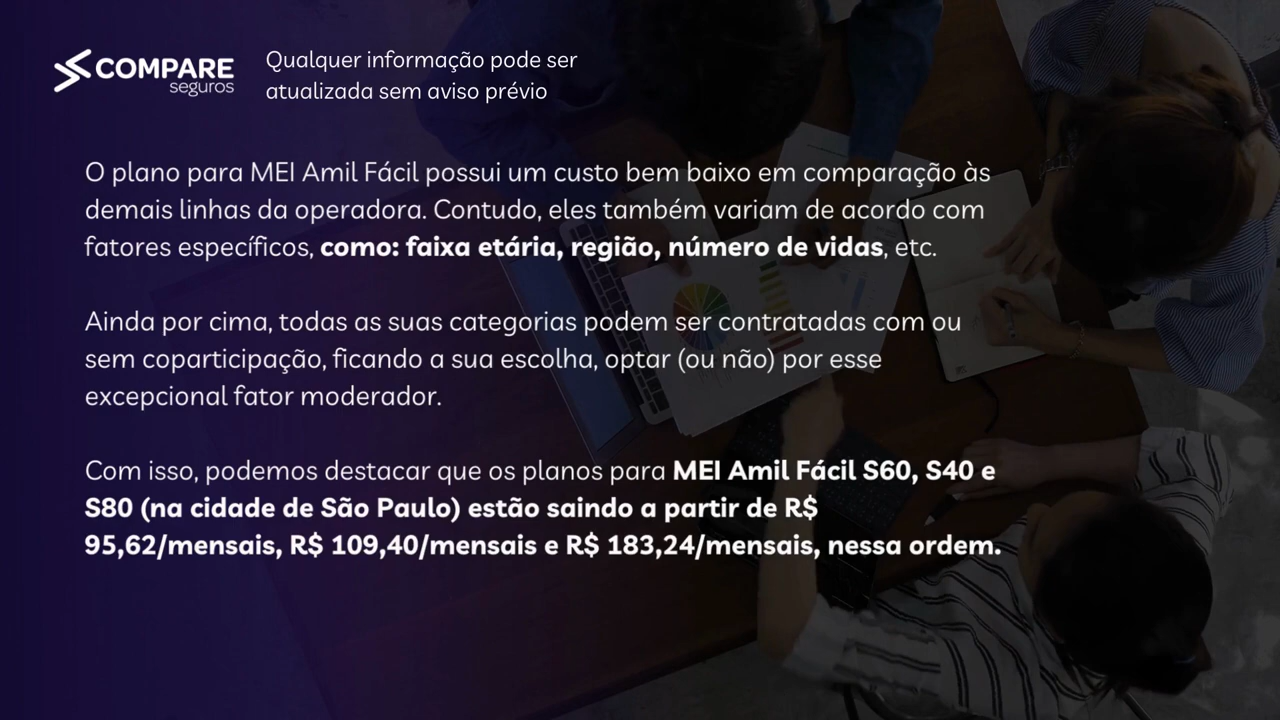 COMPARE
seguros
Qualquer informação pode ser
atualizada sem aviso prévio
O plano para MEI Amil Fácil possui um custo bem baixo em comparação às
demais linhas da operadora. Contudo, eles também variam de acordo com
fatores específicos, como: faixa etária, região, número de vidas, etc.
Ainda por cima, todas as suas categorias podem ser contratadas com ou
sem coparticipação, ficando a sua escolha, optar (ou não) por esse
excepcional fator moderador.
Com isso, podemos destacar que os planos para MEI Amil Fácil S60, S40 e
S80 (na cidade de São Paulo) estão saindo a partir de R$
95,62/mensais, R$ 109,40/mensais e R$ 183,24/mensais, nessa ordem.